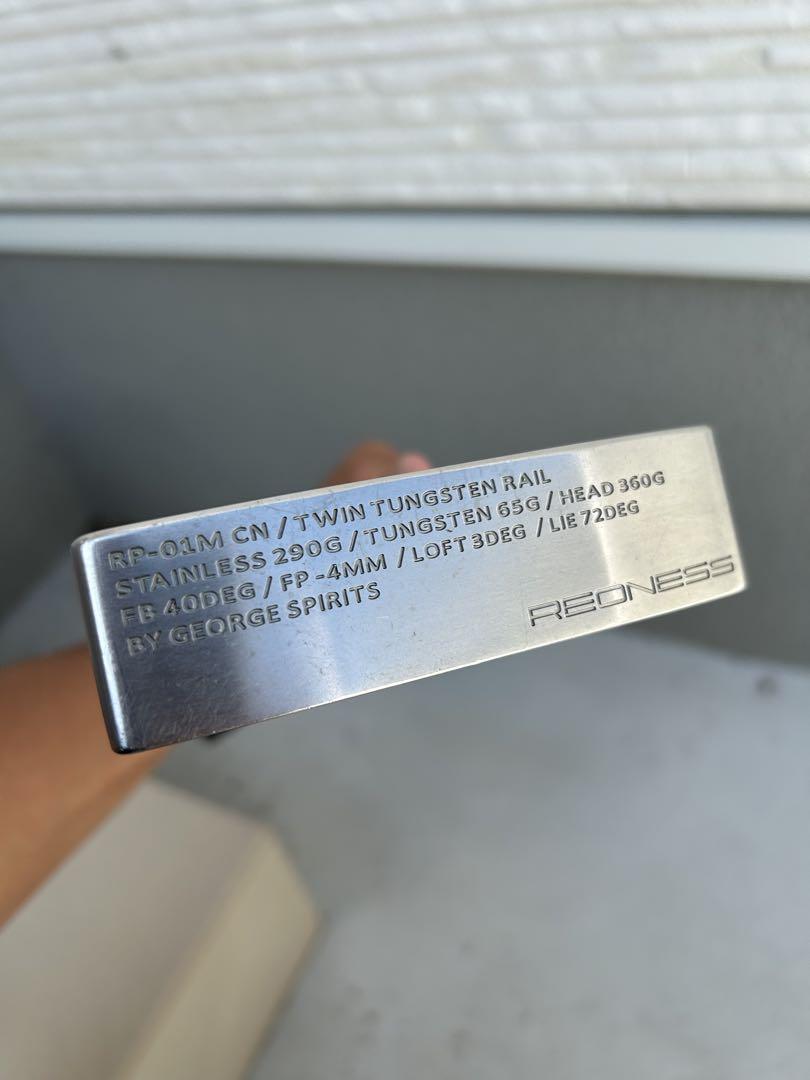 RP-01M CN / TWIN TUNGSTEN RAIL
STAINLESS 290G / TUNGSTEN 65G / HEAD 360G
FB 40DEG / FP -4MM / LOFT 3DEG / LIE 72DEG
BY GEORGE SPIRITS
REDNESS